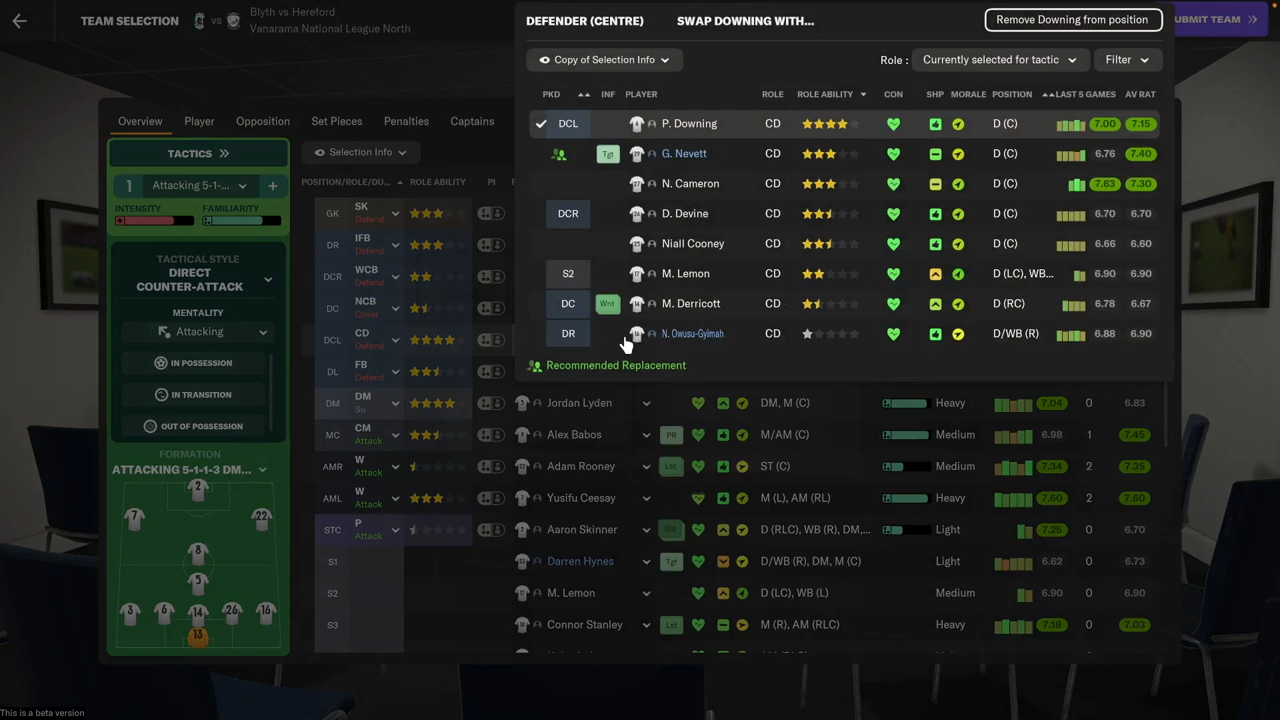 TEAM SELECTION
Blyth vs Hereford
vs
Vanarama National League North
SUBMIT TEAM
DEFENDER (CENTRE)
SWAP DOWNING WITH...
Remove Downing from position
Copy of Selection Info
Role :
Currently selected for tactic
Filter
PKD INF PLAYER ROLE ROLE ABILITY CON SHP MORALE POSITION LAST 5 GAMES AV RAT
DCL P. Downing CD D (C) 7.00 7.15
Tgt G. Nevett CD D (C) 6.76 7.40
N. Cameron CD D (C) 7.63 7.30
DCR D. Devine CD D (C) 6.70 6.70
Niall Cooney CD D (C) 6.66 6.60
S2 M. Lemon CD D (LC), WB... 6.90 6.90
DC Wnt M. Derricott CD D (RC) 6.78 6.67
DR N. Owusu-Gyimah CD D/WB (R) 6.88 6.90
Recommended Replacement
Overview Player Opposition Set Pieces Penalties Captains
TACTICS
Selection Info
1 Attacking 5-1-...
INTENSITY FAMILIARITY
TACTICAL STYLE
DIRECT
COUNTER-ATTACK
MENTALITY
Attacking
IN POSSESSION
IN TRANSITION
OUT OF POSSESSION
FORMATION
ATTACKING 5-1-1-3 DM...
2
7
22
8
5
3
6
14
26
16
13
POSITION/ROLE/DU... ROLE ABILITY PI
GK SK Defend
DR IFB Defend
DCR WCB Defend
DC NCB Cover
DCL CD Defend
DL FB Defend
DM DM Su Jordan Lyden DM, M (C) Heavy 7.04 0 6.83
MC CM Attack Alex Babos PR M/AM (C) Medium 6.98 1 7.45
AMR W Attack Adam Rooney Lst ST (C) Medium 7.34 2 7.35
AML W Attack Yusifu Ceesay M (L), AM (RL) Heavy 7.60 2 7.60
STC P Attack Aaron Skinner D (RLC), WB (R), DM,... Light 7.25 0 6.70
S1 Darren Hynes Tgt D/WB (R), DM, M (C) Light 6.62 0 6.73
S2 M. Lemon D (LC), WB (L) Medium 6.90 0 6.90
S3 Connor Stanley Lst M (R), AM (RLC) Heavy 7.18 0 7.03
This is a beta version